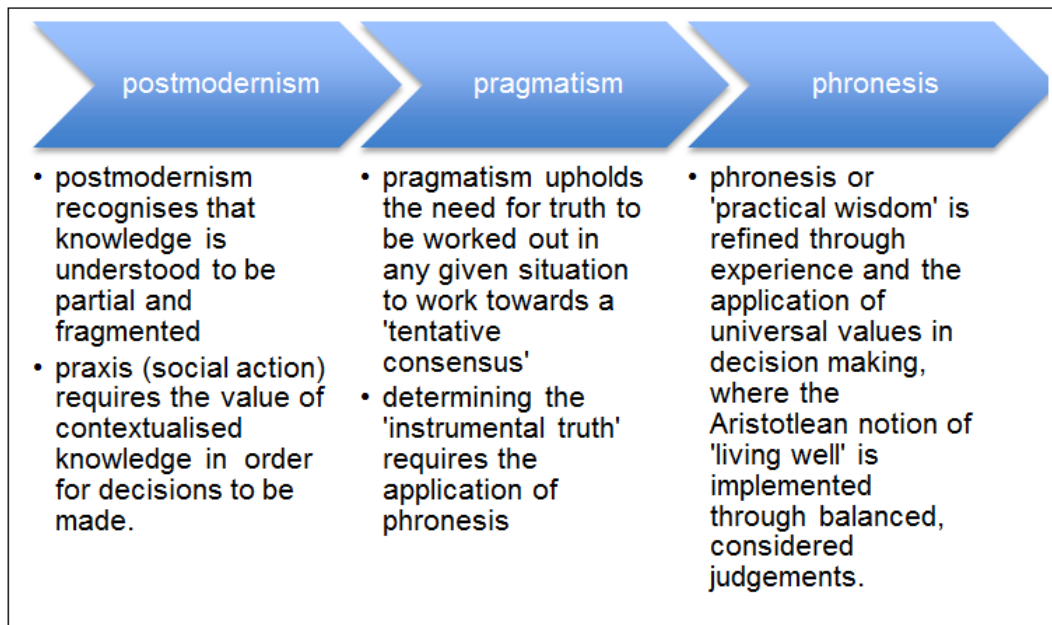 postmodernism
pragmatism
phronesis
• postmodernism
recognises that
knowledge is
understood to be
partial and
fragmented
• praxis (social action)
requires the value of
contextualised
knowledge in order
for decisions to be
made.
• pragmatism upholds
the need for truth to
be worked out in
any given situation
to work towards a
'tentative
consensus'
• determining the
'instrumental truth'
requires the
application of
phronesis
• phronesis or
'practical wisdom' is
refined through
experience and the
application of
universal values in
decision making,
where the
Aristotlean notion of
'living well' is
implemented
through balanced,
considered
judgements.